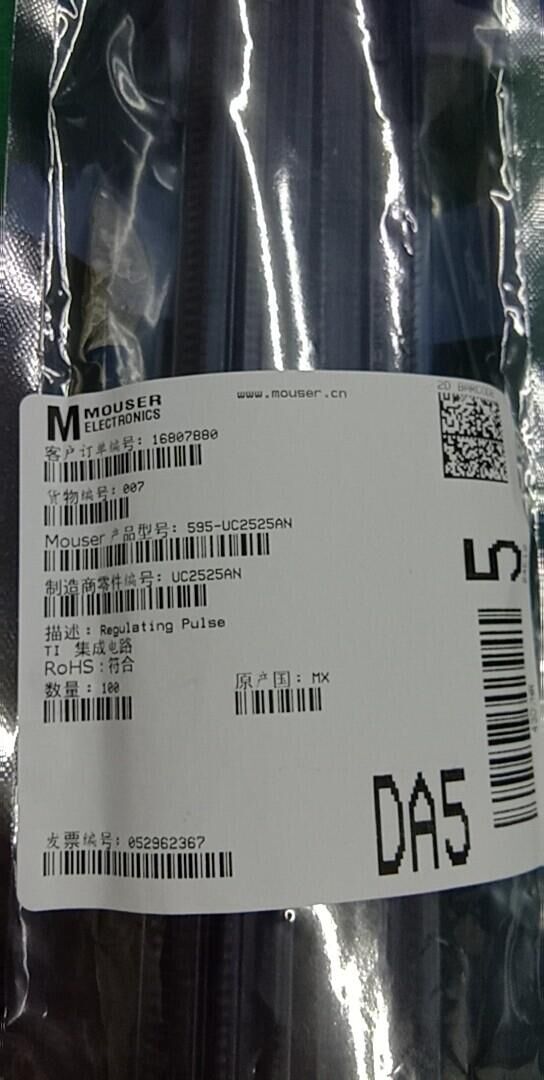 MOUSER
ELECTRONICS
www.mouser.cn
2D BARCODE
客户订单编号: 16807880
货物编号: 007
Mouser 产品型号: 595-UC2525AN
制造商零件编号: UC2525AN
描述: Regulating Pulse
TI 集成电路
RoHS: 符合
数量: 100
原产国: MX
发票编号: 052962367
5
DA5